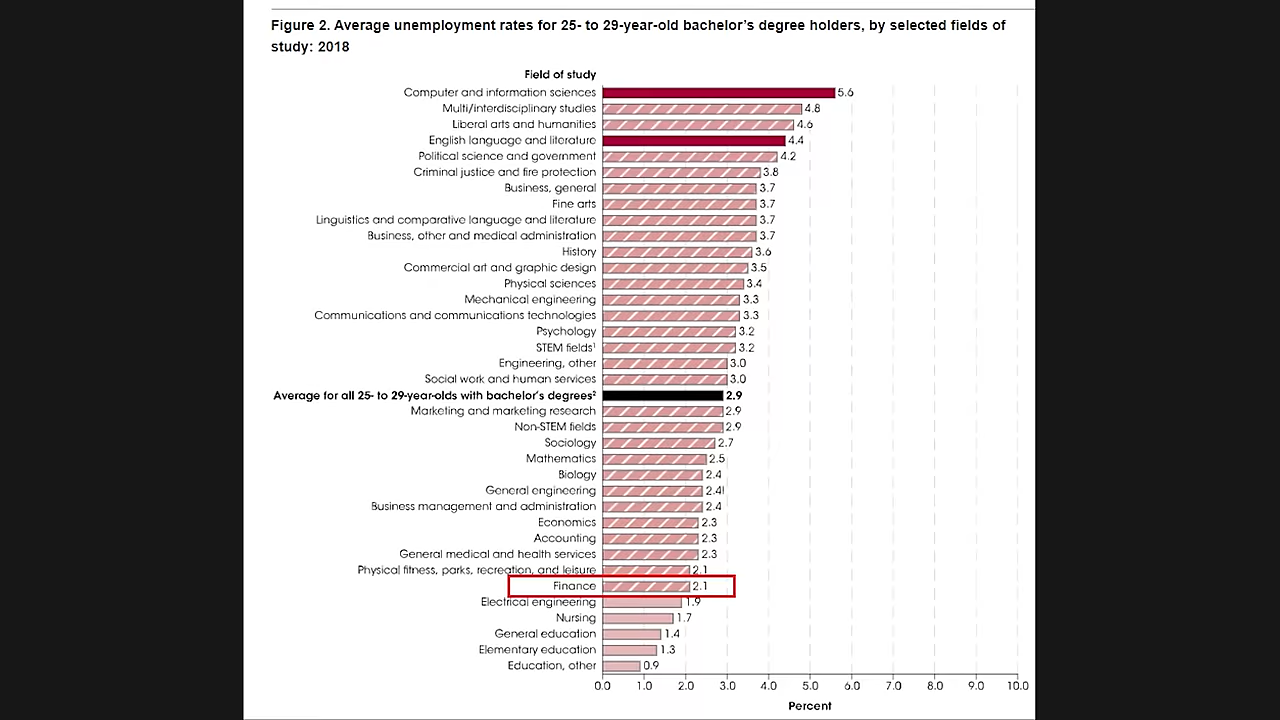 Figure 2. Average unemployment rates for 25- to 29-year-old bachelor's degree holders, by selected fields of
study: 2018
Field of study
Computer and information sciences 5.6
Multi/interdisciplinary studies 4.8
Liberal arts and humanities 4.6
English language and literature 4.4
Political science and government 4.2
Criminal justice and fire protection 3.8
Business, general 3.7
Fine arts 3.7
Linguistics and comparative language and literature 3.7
Business, other and medical administration 3.7
History 3.6
Commercial art and graphic design 3.5
Physical sciences 3.4
Mechanical engineering 3.3
Communications and communications technologies 3.3
Psychology 3.2
STEM fields¹ 3.2
Engineering, other 3.0
Social work and human services 3.0
Average for all 25- to 29-year-olds with bachelor's degrees² 2.9
Marketing and marketing research 2.9
Non-STEM fields 2.9
Sociology 2.7
Mathematics 2.5
Biology 2.4
General engineering 2.4!
Business management and administration 2.4
Economics 2.3
Accounting 2.3
General medical and health services 2.3
Physical fitness, parks, recreation, and leisure 2.1
Finance 2.1
Electrical engineering 1.9
Nursing 1.7
General education 1.4
Elementary education 1.3
Education, other 0.9
0.0 1.0 2.0 3.0 4.0 5.0 6.0 7.0 8.0 9.0 10.0
Percent